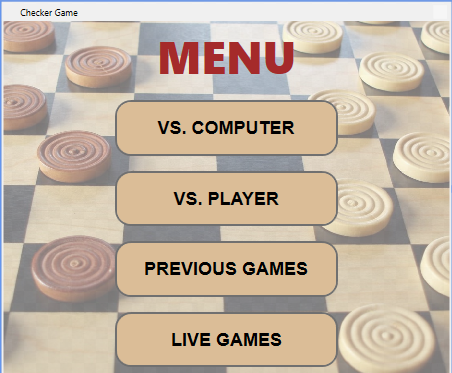 Checker Game
MENU
VS. COMPUTER
VS. PLAYER
PREVIOUS GAMES
LIVE GAMES